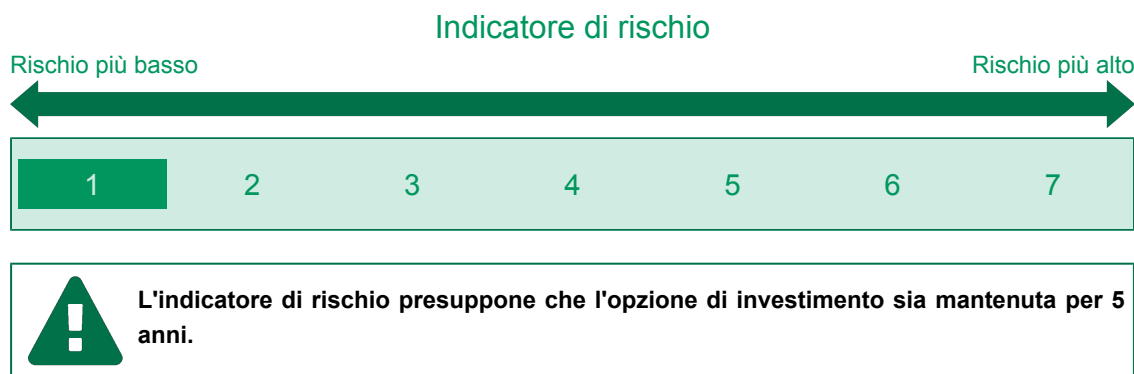 Indicatore di rischio
Rischio più basso Rischio più alto
1 2 3 4 5 6 7
L'indicatore di rischio presuppone che l'opzione di investimento sia mantenuta per 5
anni.